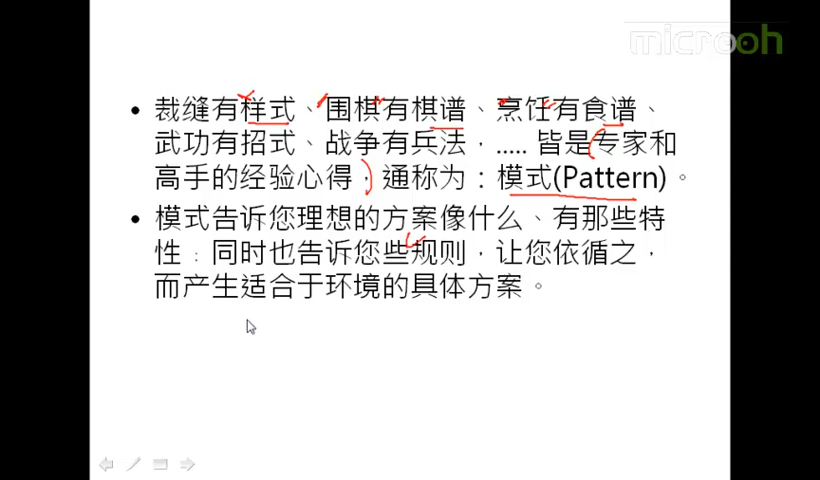 microoh
• 裁缝有样式、围棋有棋谱、烹饪有食谱、
武功有招式、战争有兵法，..... 皆是专家和
高手的经验心得，通称为：模式(Pattern)。
• 模式告诉您理想的方案像什么、有那些特
性﹔同时也告诉您些规则，让您依循之，
而产生适合于环境的具体方案。